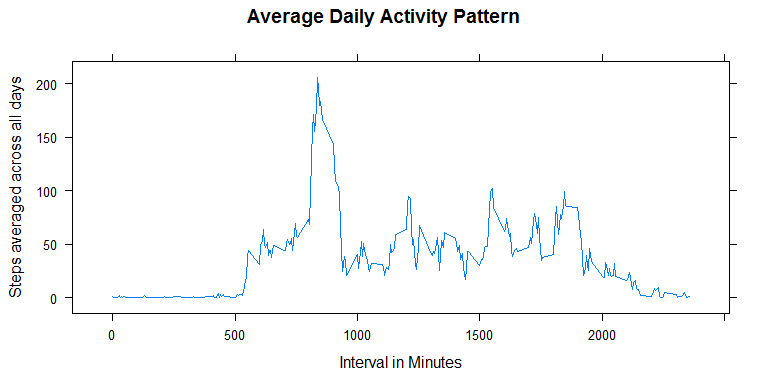 Average Daily Activity Pattern
Steps averaged across all days
200
150
100
50
0
0 500 1000 1500 2000
Interval in Minutes